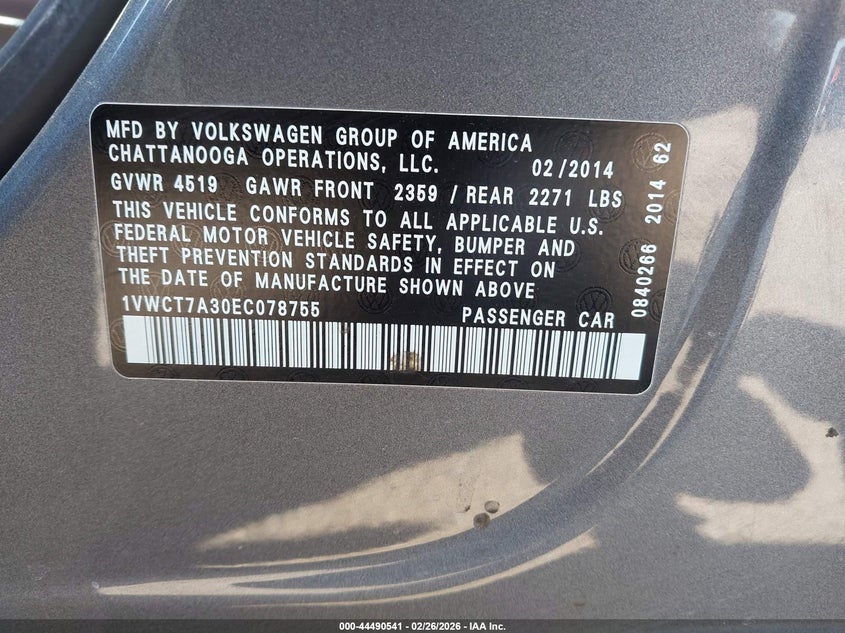 MFD BY VOLKSWAGEN GROUP OF AMERICA
CHATTANOOGA OPERATIONS, LLC. 02/2014
GVWR 4519 GAWR FRONT 2359 / REAR 2271 LBS
THIS VEHICLE CONFORMS TO ALL APPLICABLE U.S.
FEDERAL MOTOR VEHICLE SAFETY, BUMPER AND
THEFT PREVENTION STANDARDS IN EFFECT ON
THE DATE OF MANUFACTURE SHOWN ABOVE
1VWCT7A30EC078755 PASSENGER CAR
0840266 2014 62
000-44490541 - 02/26/2026 - IAA Inc.